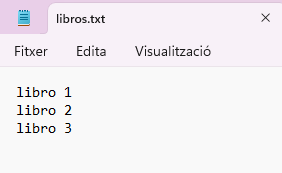 libros.txt
Fitxer Edita Visualització
libro 1
libro 2
libro 3